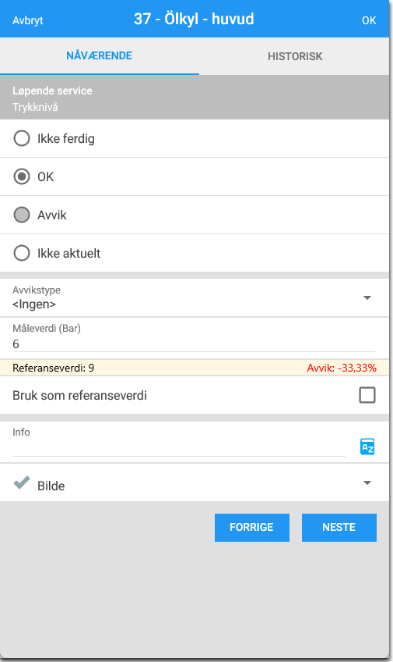 Avbryt 37 - Ölkyl - huvud OK
NÅVÆRENDE HISTORISK
Løpende service
Trykknivå
Ikke ferdig
OK
Avvik
Ikke aktuelt
Avvikstype
<Ingen>
Måleverdi (Bar)
6
Referanseverdi: 9 Avvik: -33,33%
Bruk som referanseverdi
Info
AZ
Bilde
FORRIGE NESTE